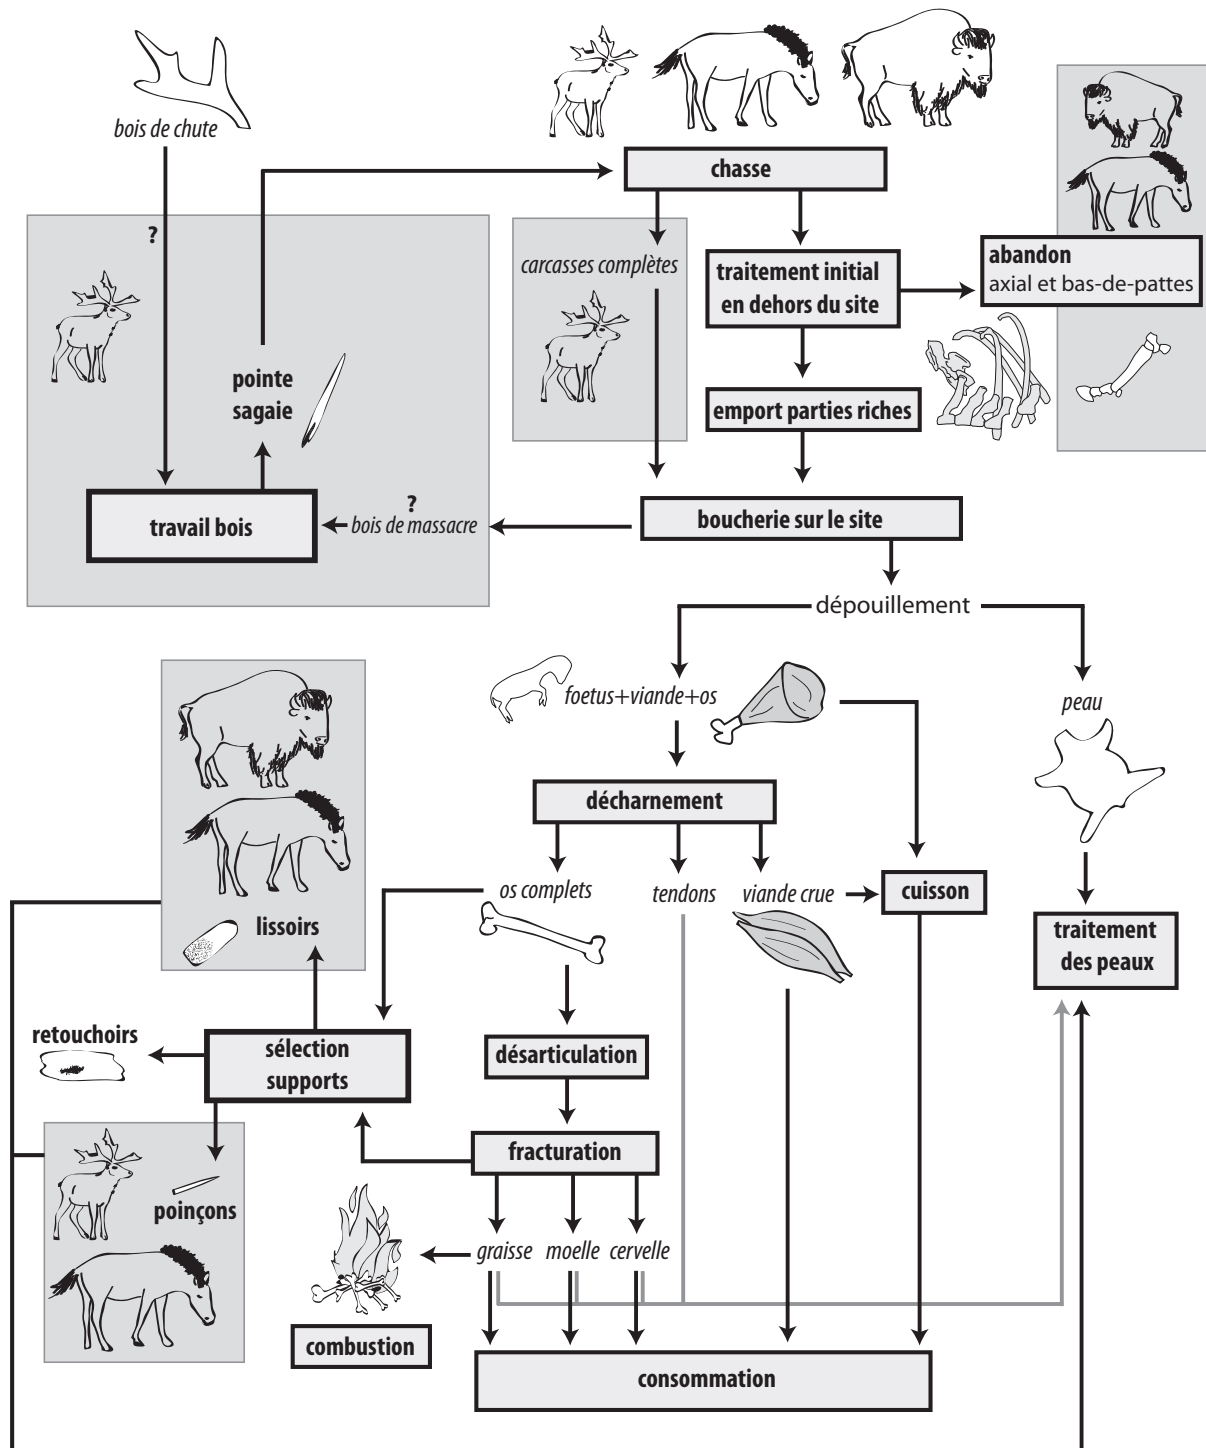 bois de chute
chasse
?
carcasses complètes
traitement initial
en dehors du site
abandon
axial et bas-de-pattes
pointe
sagaie
emport parties riches
travail bois
?
bois de massacre
boucherie sur le site
dépouillement
foetus+viande+os
peau
décharnement
os complets
tendons
viande crue
cuisson
lissoirs
traitement
des peaux
retouchoirs
sélection
supports
désarticulation
fracturation
poinçons
graisse
moelle
cervelle
combustion
consommation